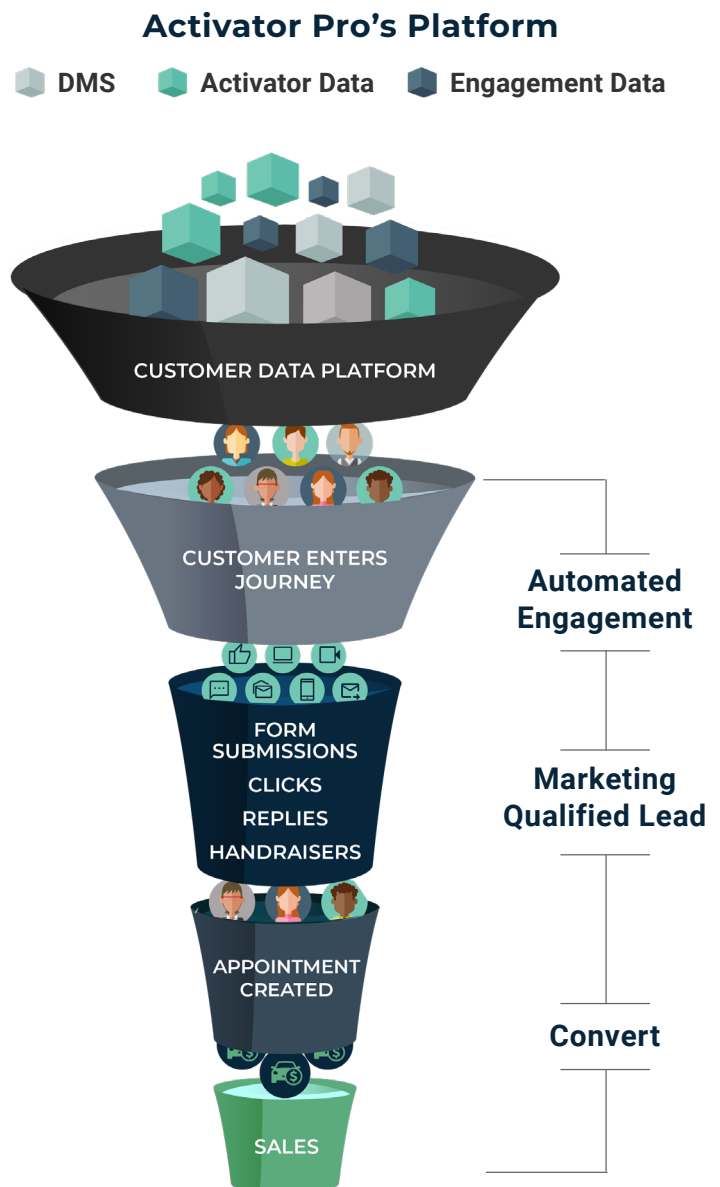 Activator Pro's Platform
DMS
Activator Data
Engagement Data
CUSTOMER DATA PLATFORM
CUSTOMER ENTERS
JOURNEY
Automated
Engagement
FORM
SUBMISSIONS
CLICKS
REPLIES
HANDRAISERS
Marketing
Qualified Lead
APPOINTMENT
CREATED
Convert
SALES